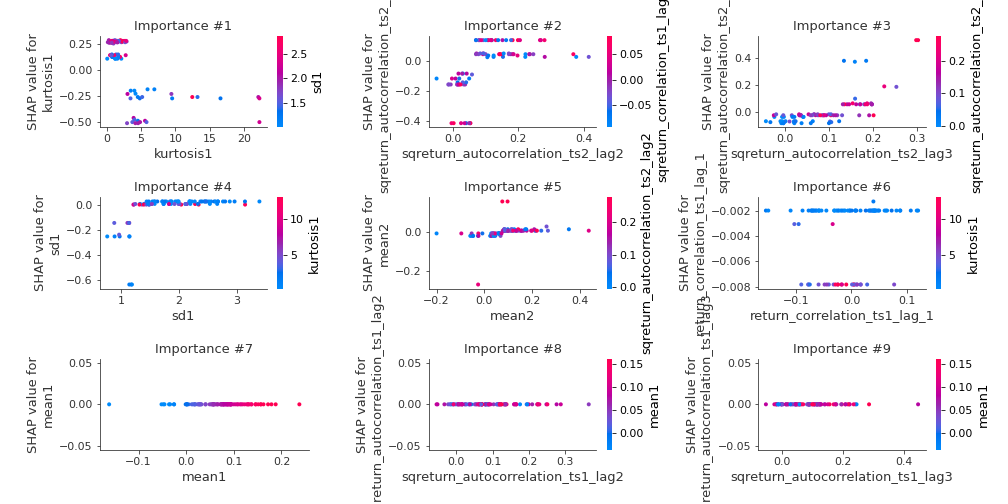 Importance #1
SHAP value for
kurtosis1
0.25
0.00
−0.25
−0.50
0
5
10
15
20
kurtosis1
2.5
2.0
1.5
sd1
Importance #2
SHAP value for
sqreturn_autocorrelation_ts2_
0.0
−0.2
−0.4
0.0
0.2
0.4
sqreturn_autocorrelation_ts2_lag2
0.05
0.00
−0.05
sqreturn_correlation_ts1_lag
Importance #3
SHAP value for
sqreturn_autocorrelation_ts2_
0.4
0.2
0.0
0.0
0.1
0.2
0.3
sqreturn_autocorrelation_ts2_lag3
0.2
0.1
0.0
sqreturn_autocorrelation_ts2_
Importance #4
SHAP value for
sd1
0.0
−0.2
−0.4
−0.6
1
2
3
sd1
10
5
kurtosis1
Importance #5
SHAP value for
mean2
0.0
−0.2
−0.2
0.0
0.2
0.4
mean2
0.2
0.1
0.0
sqreturn_autocorrelation_ts2_lag2
Importance #6
SHAP value for
return_correlation_ts1_lag_1
−0.002
−0.004
−0.006
−0.008
−0.1
0.0
0.1
return_correlation_ts1_lag_1
10
5
kurtosis1
Importance #7
SHAP value for
mean1
0.05
0.00
−0.05
−0.1
0.0
0.1
0.2
mean1
Importance #8
SHAP value for
sqreturn_autocorrelation_ts1_lag2
0.05
0.00
−0.05
0.0
0.1
0.2
0.3
sqreturn_autocorrelation_ts1_lag2
0.15
0.10
0.05
0.00
mean1
Importance #9
SHAP value for
sqreturn_autocorrelation_ts1_lag3
0.05
0.00
−0.05
0.0
0.2
0.4
sqreturn_autocorrelation_ts1_lag3
0.15
0.10
0.05
0.00
mean1